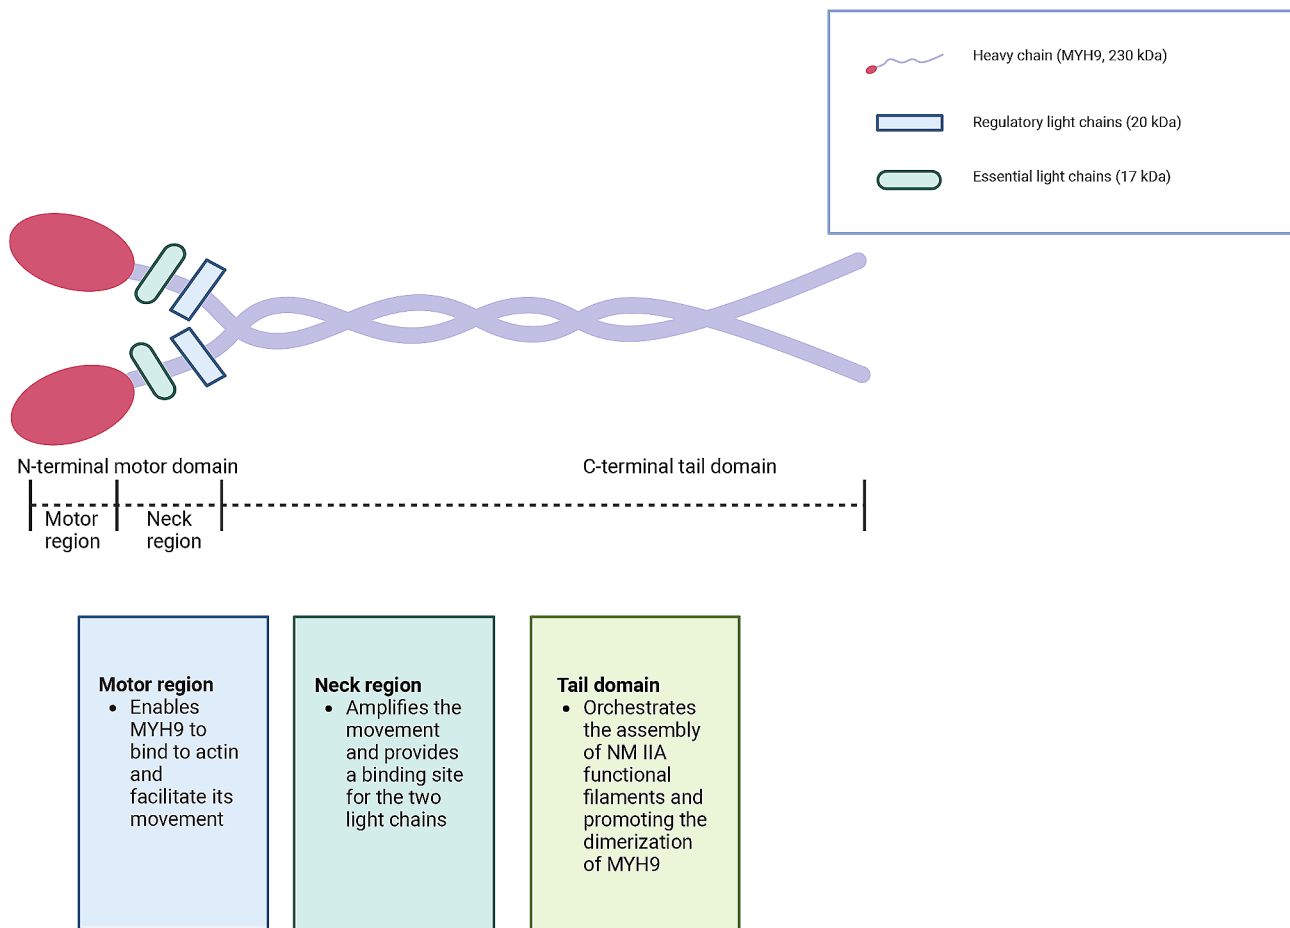 Heavy chain (MYH9, 230 kDa)
Regulatory light chains (20 kDa)
Essential light chains (17 kDa)
N-terminal motor domain
C-terminal tail domain
Motor
region
Neck
region
Motor region
• Enables
MYH9 to
bind to actin
and
facilitate its
movement
Neck region
• Amplifies the
movement
and provides
a binding site
for the two
light chains
Tail domain
• Orchestrates
the assembly
of NM IIA
functional
filaments and
promoting the
dimerization
of MYH9